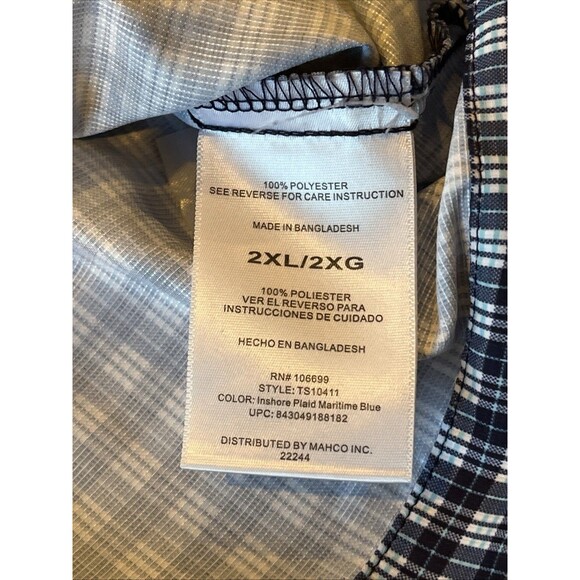 100% POLYESTER
SEE REVERSE FOR CARE INSTRUCTION
MADE IN BANGLADESH
2XL/2XG
100% POLIESTER
VER EL REVERSO PARA
INSTRUCCIONES DE CUIDADO
HECHO EN BANGLADESH
RN# 106699
STYLE: TS10411
COLOR: Inshore Plaid Maritime Blue
UPC: 843049188182
DISTRIBUTED BY MAHCO INC.
22244